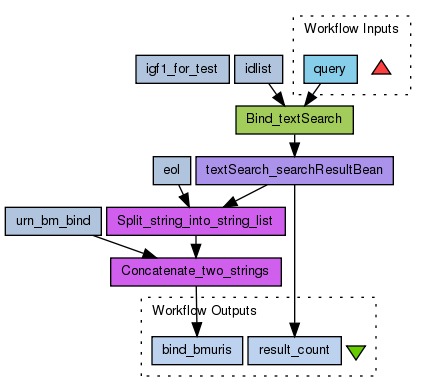 Workflow Inputs
igf1_for_test
idlist
query
Bind_textSearch
eol
textSearch_searchResultBean
urn_bm_bind
Split_string_into_string_list
Concatenate_two_strings
Workflow Outputs
bind_bmuris
result_count